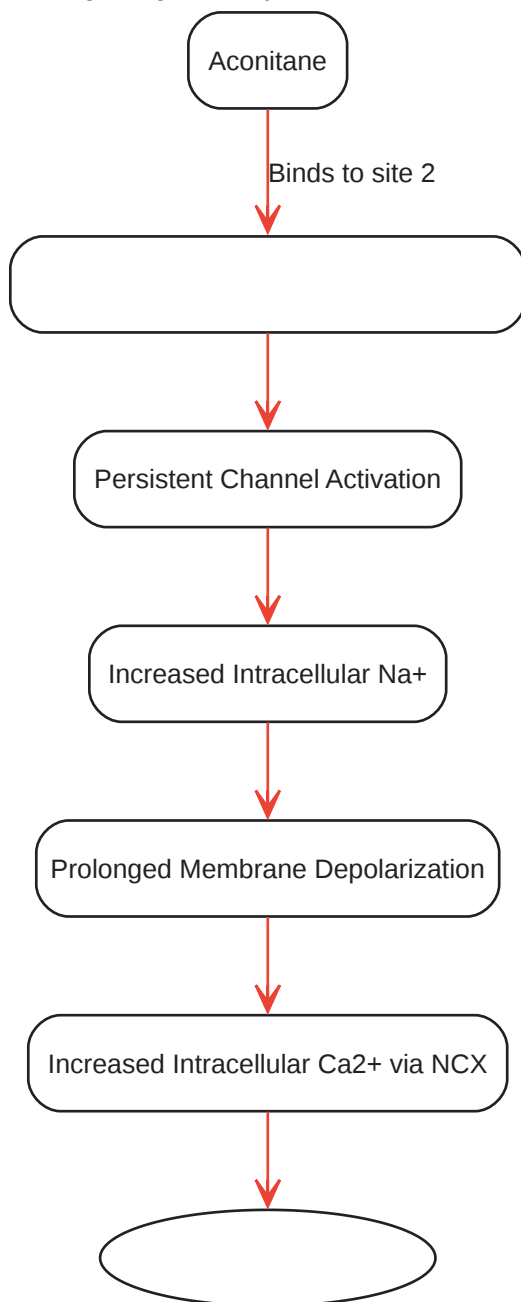 Aconitane
Binds to site 2
Persistent Channel Activation
Increased Intracellular Na+
Prolonged Membrane Depolarization
Increased Intracellular Ca2+ via NCX